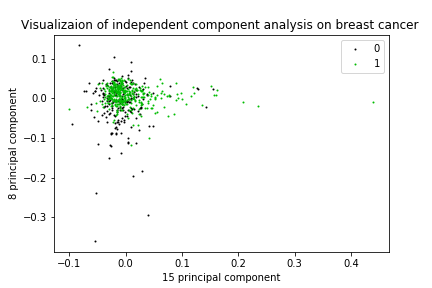 Visualizaion of independent component analysis on breast cancer
0
1
0.1
0.0
−0.1
−0.2
−0.3
8 principal component
−0.1 0.0 0.1 0.2 0.3 0.4
15 principal component